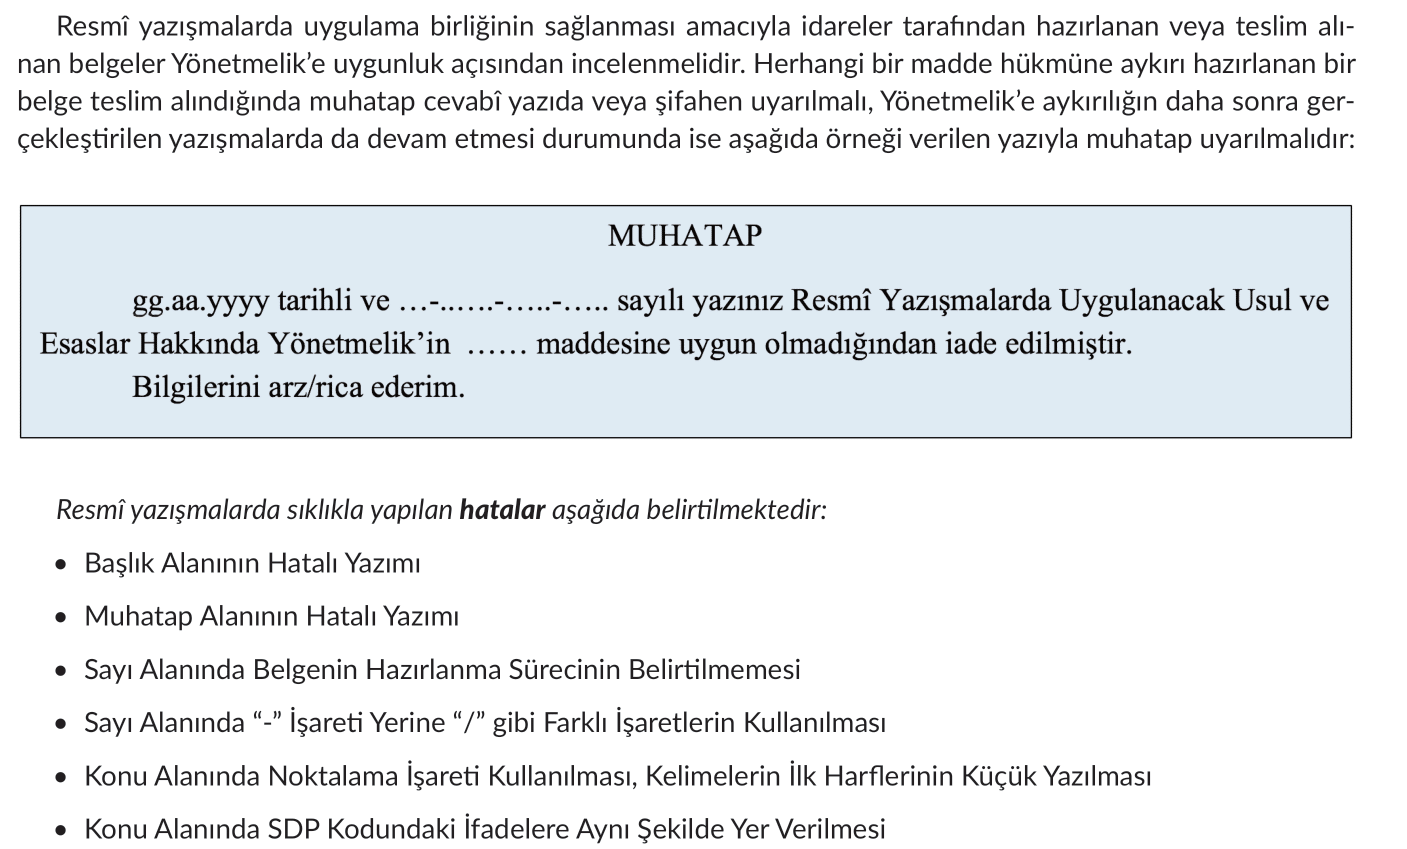 Resmî yazışmalarda uygulama birliğinin sağlanması amacıyla idareler tarafından hazırlanan veya teslim alı-
nan belgeler Yönetmelik’e uygunluk açısından incelenmelidir. Herhangi bir madde hükmüne aykırı hazırlanan bir
belge teslim alındığında muhatap cevabî yazıda veya şifahen uyarılmalı, Yönetmelik’e aykırılığın daha sonra ger-
çekleştirilen yazışmalarda da devam etmesi durumunda ise aşağıda örneği verilen yazıyla muhatap uyarılmalıdır:
MUHATAP
gg.aa.yyyy tarihli ve …-..….-…..-….. sayılı yazınız Resmî Yazışmalarda Uygulanacak Usul ve
Esaslar Hakkında Yönetmelik’in …… maddesine uygun olmadığından iade edilmiştir.
Bilgilerini arz/rica ederim.
Resmî yazışmalarda sıklıkla yapılan hatalar aşağıda belirtilmektedir:
• Başlık Alanının Hatalı Yazımı
• Muhatap Alanının Hatalı Yazımı
• Sayı Alanında Belgenin Hazırlanma Sürecinin Belirtilmemesi
• Sayı Alanında “-” İşareti Yerine “/” gibi Farklı İşaretlerin Kullanılması
• Konu Alanında Noktalama İşareti Kullanılması, Kelimelerin İlk Harflerinin Küçük Yazılması
• Konu Alanında SDP Kodundaki İfadelere Aynı Şekilde Yer Verilmesi